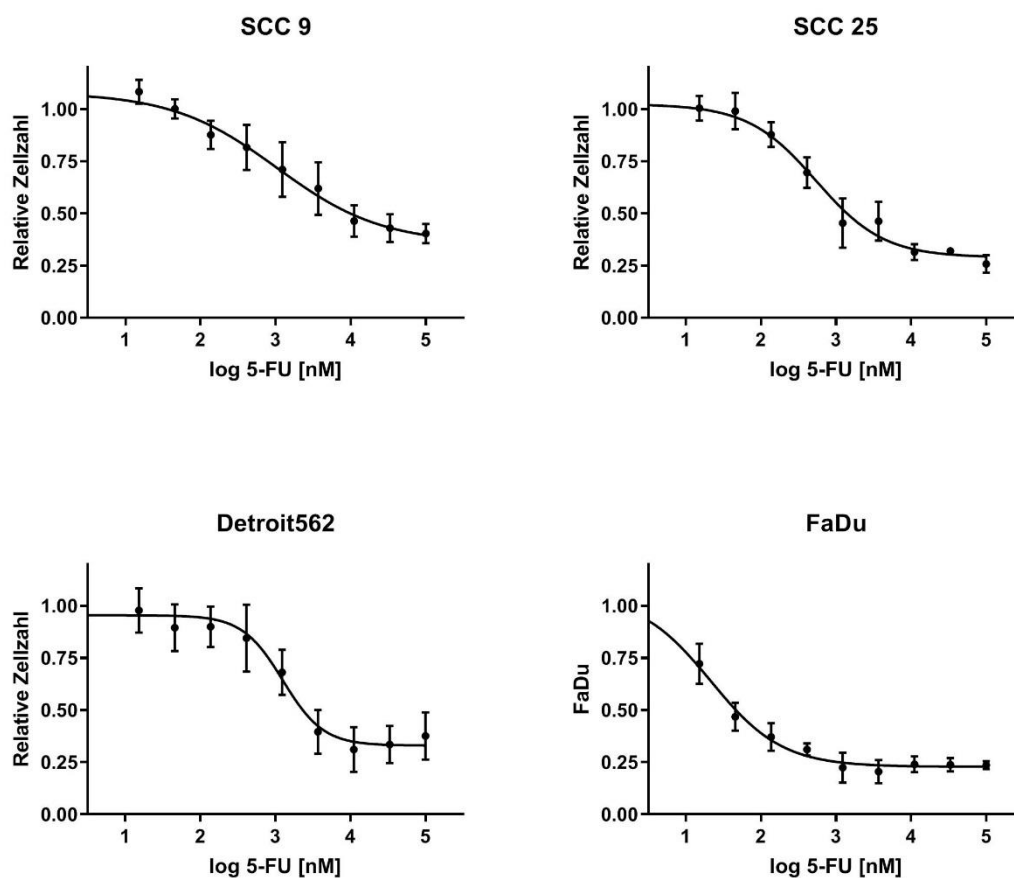 SCC 9
Relative Zellzahl
1.00
0.75
0.50
0.25
0.00
1 2 3 4 5
log 5-FU [nM]
SCC 25
Relative Zellzahl
1.00
0.75
0.50
0.25
0.00
1 2 3 4 5
log 5-FU [nM]
Detroit562
Relative Zellzahl
1.00
0.75
0.50
0.25
0.00
1 2 3 4 5
log 5-FU [nM]
FaDu
FaDu
1.00
0.75
0.50
0.25
0.00
1 2 3 4 5
log 5-FU [nM]